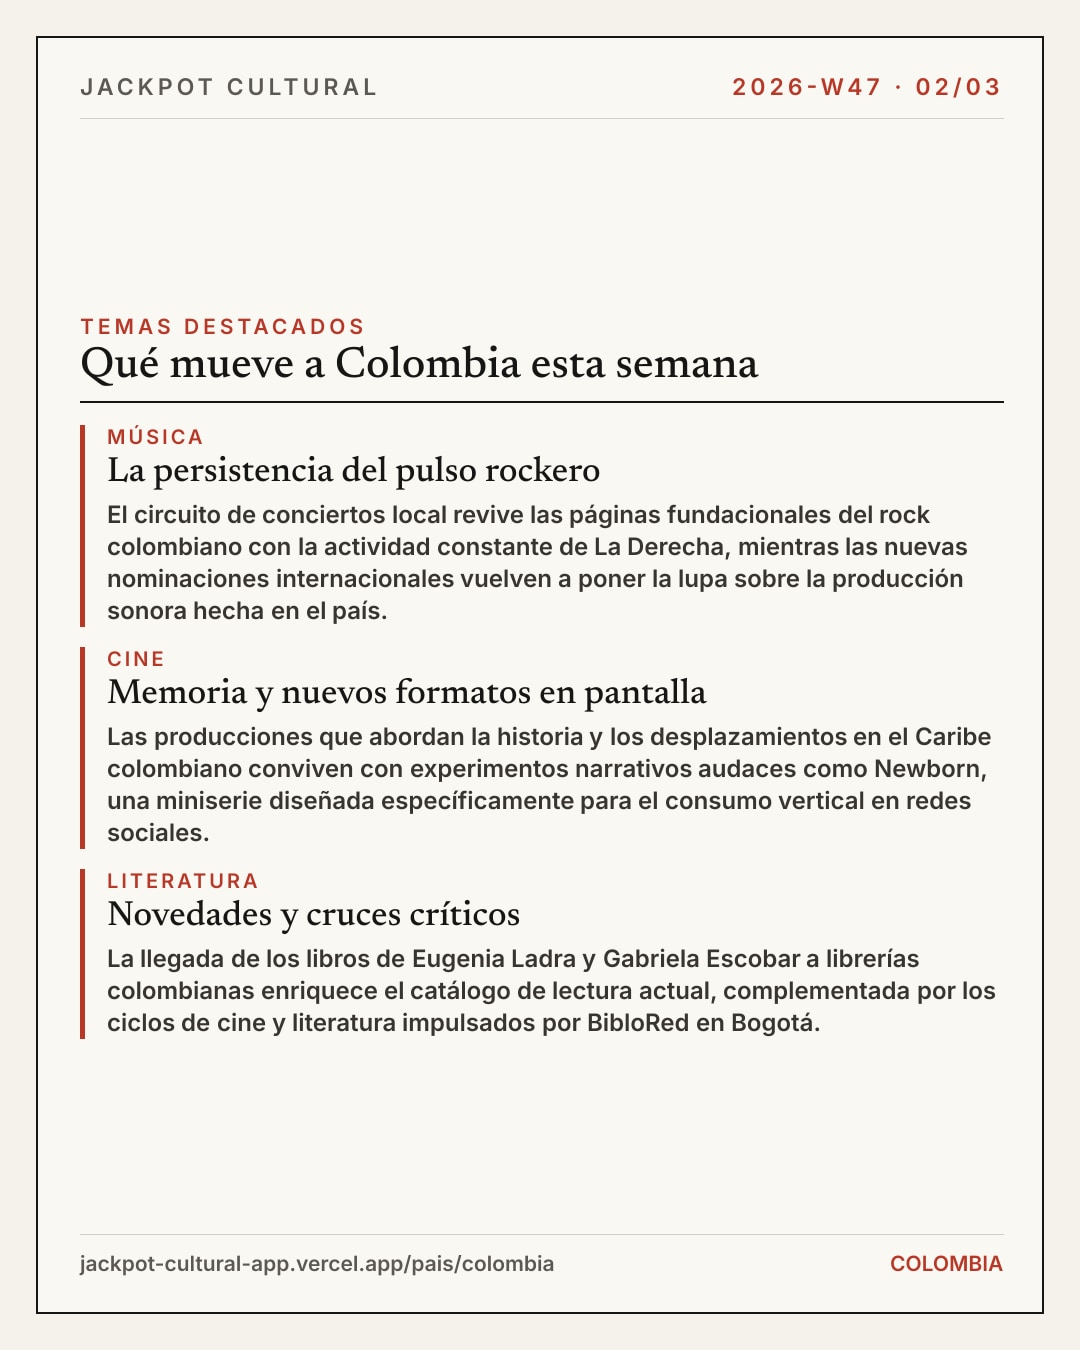 JACKPOT CULTURAL
2026-W47 · 02/03
TEMAS DESTACADOS
Qué mueve a Colombia esta semana
MÚSICA
La persistencia del pulso rockero
El circuito de conciertos local revive las páginas fundacionales del rock
colombiano con la actividad constante de La Derecha, mientras las nuevas
nominaciones internacionales vuelven a poner la lupa sobre la producción
sonora hecha en el país.
CINE
Memoria y nuevos formatos en pantalla
Las producciones que abordan la historia y los desplazamientos en el Caribe
colombiano conviven con experimentos narrativos audaces como Newborn,
una miniserie diseñada específicamente para el consumo vertical en redes
sociales.
LITERATURA
Novedades y cruces críticos
La llegada de los libros de Eugenia Ladra y Gabriela Escobar a librerías
colombianas enriquece el catálogo de lectura actual, complementada por los
ciclos de cine y literatura impulsados por BibloRed en Bogotá.
jackpot-cultural-app.vercel.app/pais/colombia
COLOMBIA